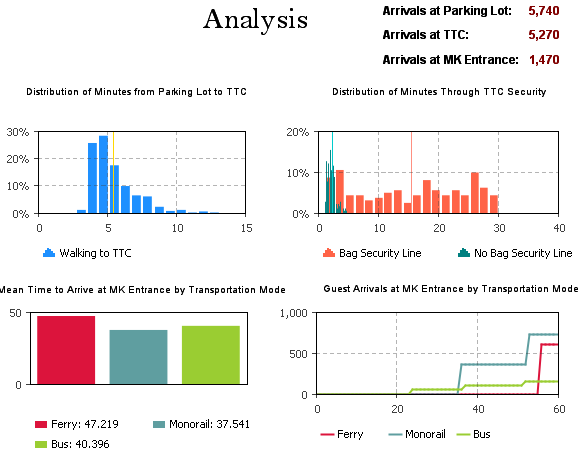 Analysis
Arrivals at Parking Lot: 5,740
Arrivals at TTC: 5,270
Arrivals at MK Entrance: 1,470
Distribution of Minutes from Parking Lot to TTC
30%
20%
10%
0%
0 5 10 15
Walking to TTC
Distribution of Minutes Through TTC Security
20%
10%
0%
0 10 20 30 40
Bag Security Line No Bag Security Line
Mean Time to Arrive at MK Entrance by Transportation Mode
50
0
Ferry: 47.219 Monorail: 37.541
Bus: 40.396
Guest Arrivals at MK Entrance by Transportation Mode
1,000
500
0
0 20 40 60
Ferry Monorail Bus